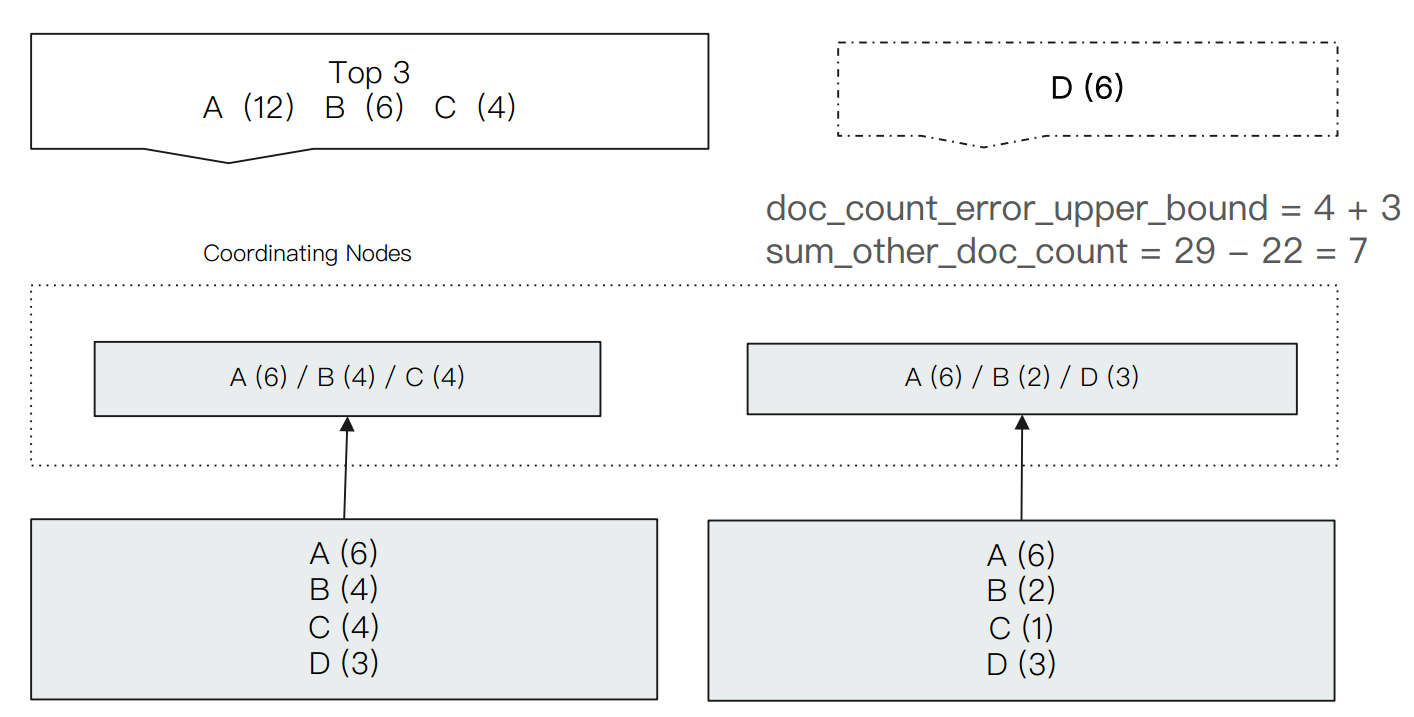 Top 3
A (12) B (6) C (4)
D (6)
doc_count_error_upper_bound = 4 + 3
sum_other_doc_count = 29 – 22 = 7
Coordinating Nodes
A (6) / B (4) / C (4)
A (6) / B (2) / D (3)
A (6)
B (4)
C (4)
D (3)
A (6)
B (2)
C (1)
D (3)